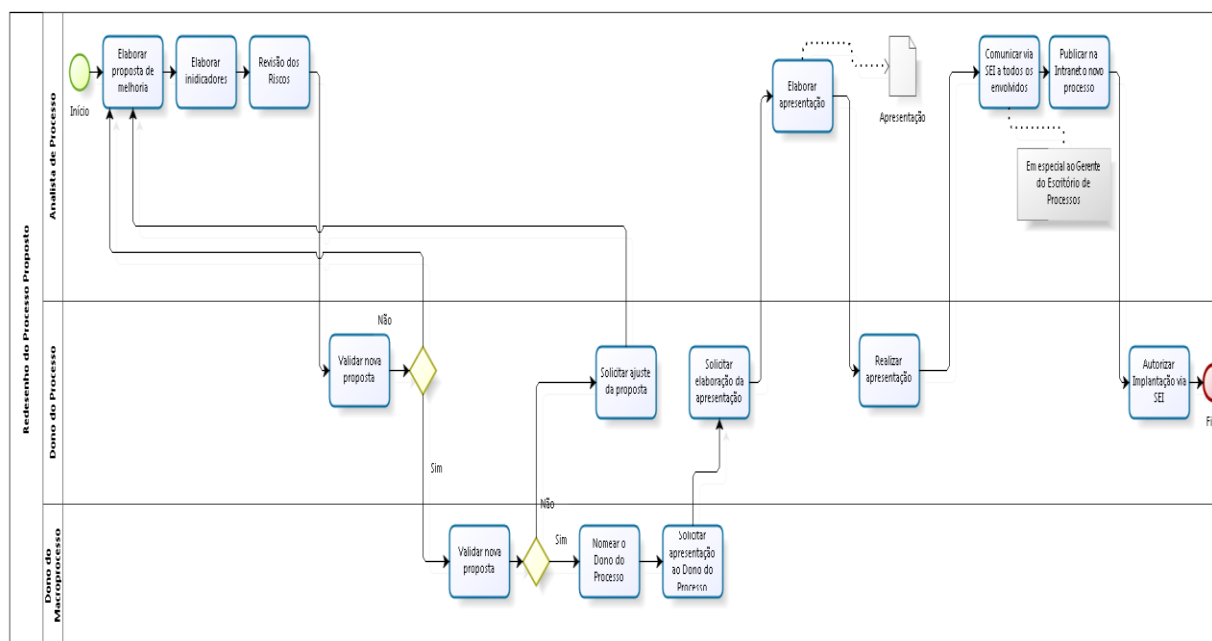 Redesenho do Processo Proposto
Analista de Processo
Início
Elaborar
proposta de
melhoria
Elaborar
inidicadores
Revisão dos
Riscos
Elaborar
apresentação
Apresentação
Comunicar via
SEI a todos os
envolvidos
Publicar na
Intranet o novo
processo
Em especial ao Gerente
do Escritório de
Processos
Dono do Processo
Validar nova
proposta
Não
Sim
Solicitar ajuste
da proposta
Solicitar
elaboração da
apresentação
Realizar
apresentação
Autorizar
Implantação via
SEI
Fi
Dono do
Macroprocesso
Validar nova
proposta
Não
Sim
Nomear o
Dono do
Processo
Solicitar
apresentação
ao Dono do
Processo